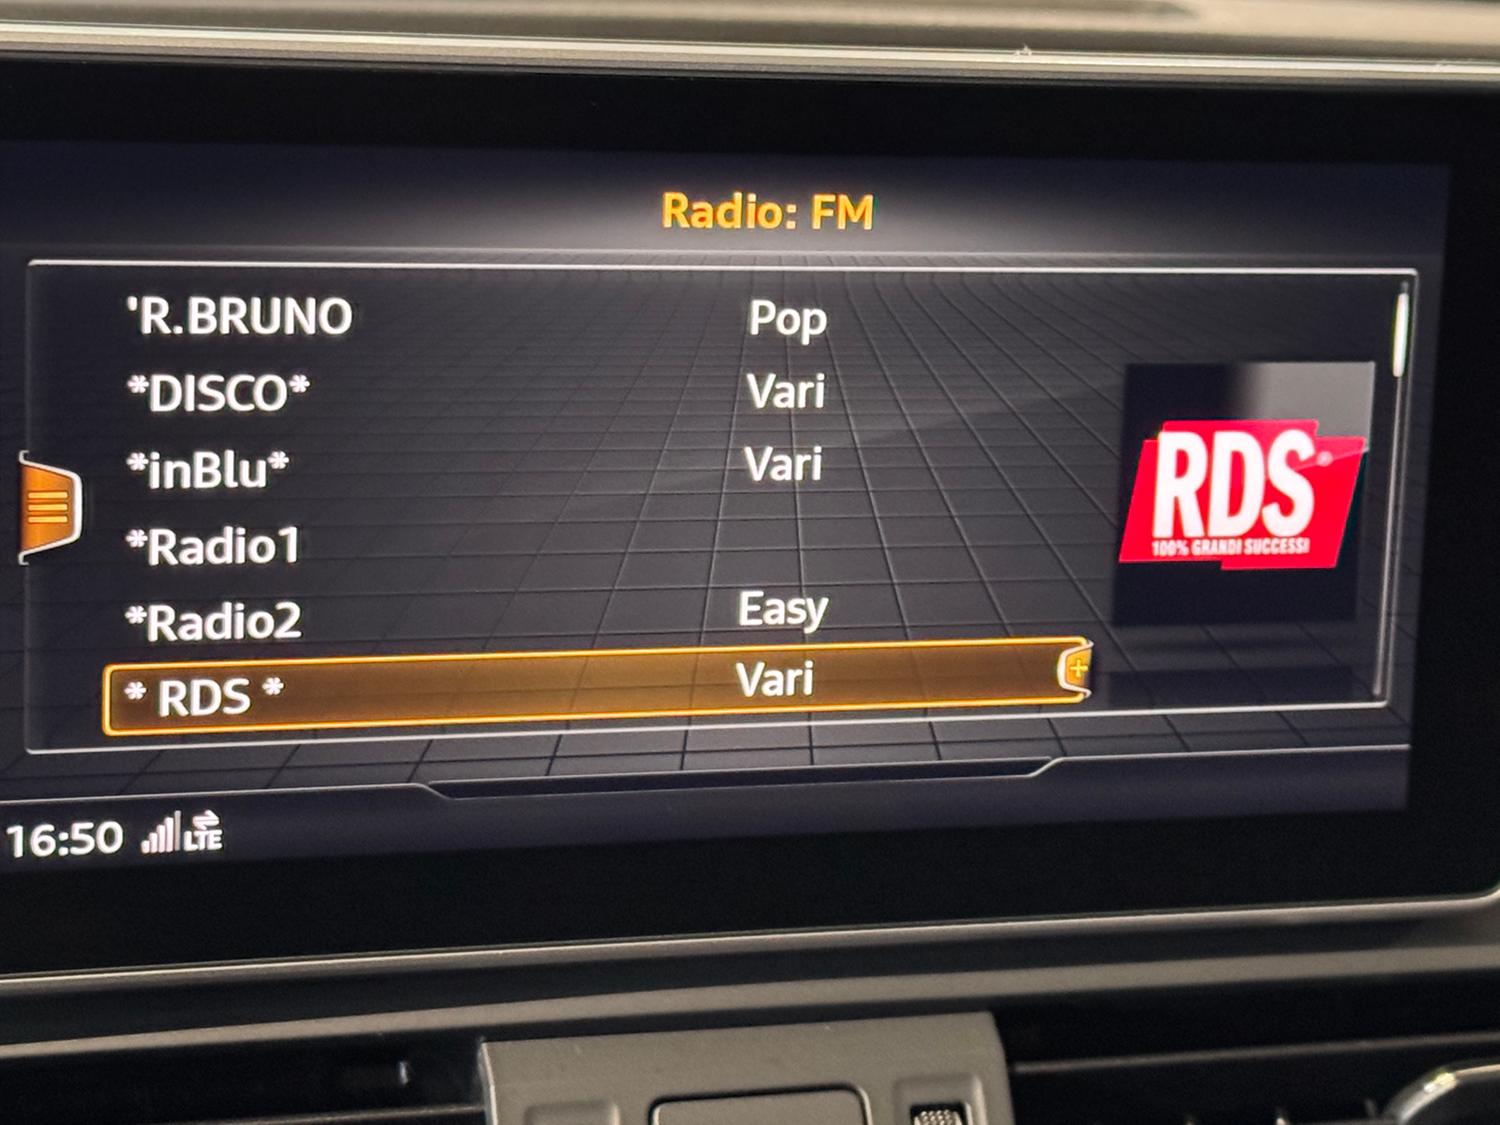 Radio: FM
'R.BRUNO Pop
*DISCO* Vari
*inBlu* Vari
*Radio1
*Radio2 Easy
* RDS * Vari
RDS®
100% GRANDI SUCCESSI
16:50 LTE